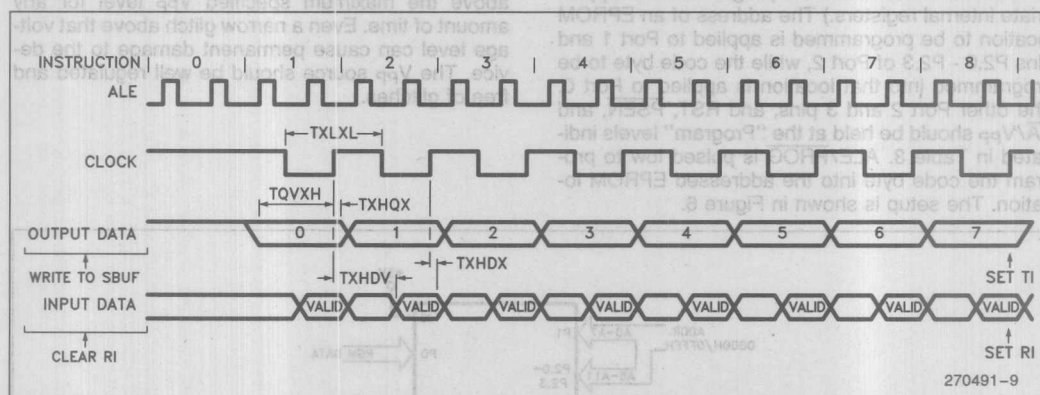 INSTRUCTION | 0 | 1 | 2 | 3 | 4 | 5 | 6 | 7 | 8 |
ALE
TXLXL
CLOCK
TQVXH TXHQX
OUTPUT DATA 0 1 2 3 4 5 6 7
WRITE TO SBUF TXHDV TXHDX SET TI
INPUT DATA VALID VALID VALID VALID VALID VALID VALID VALID
CLEAR RI SET RI
270491-9